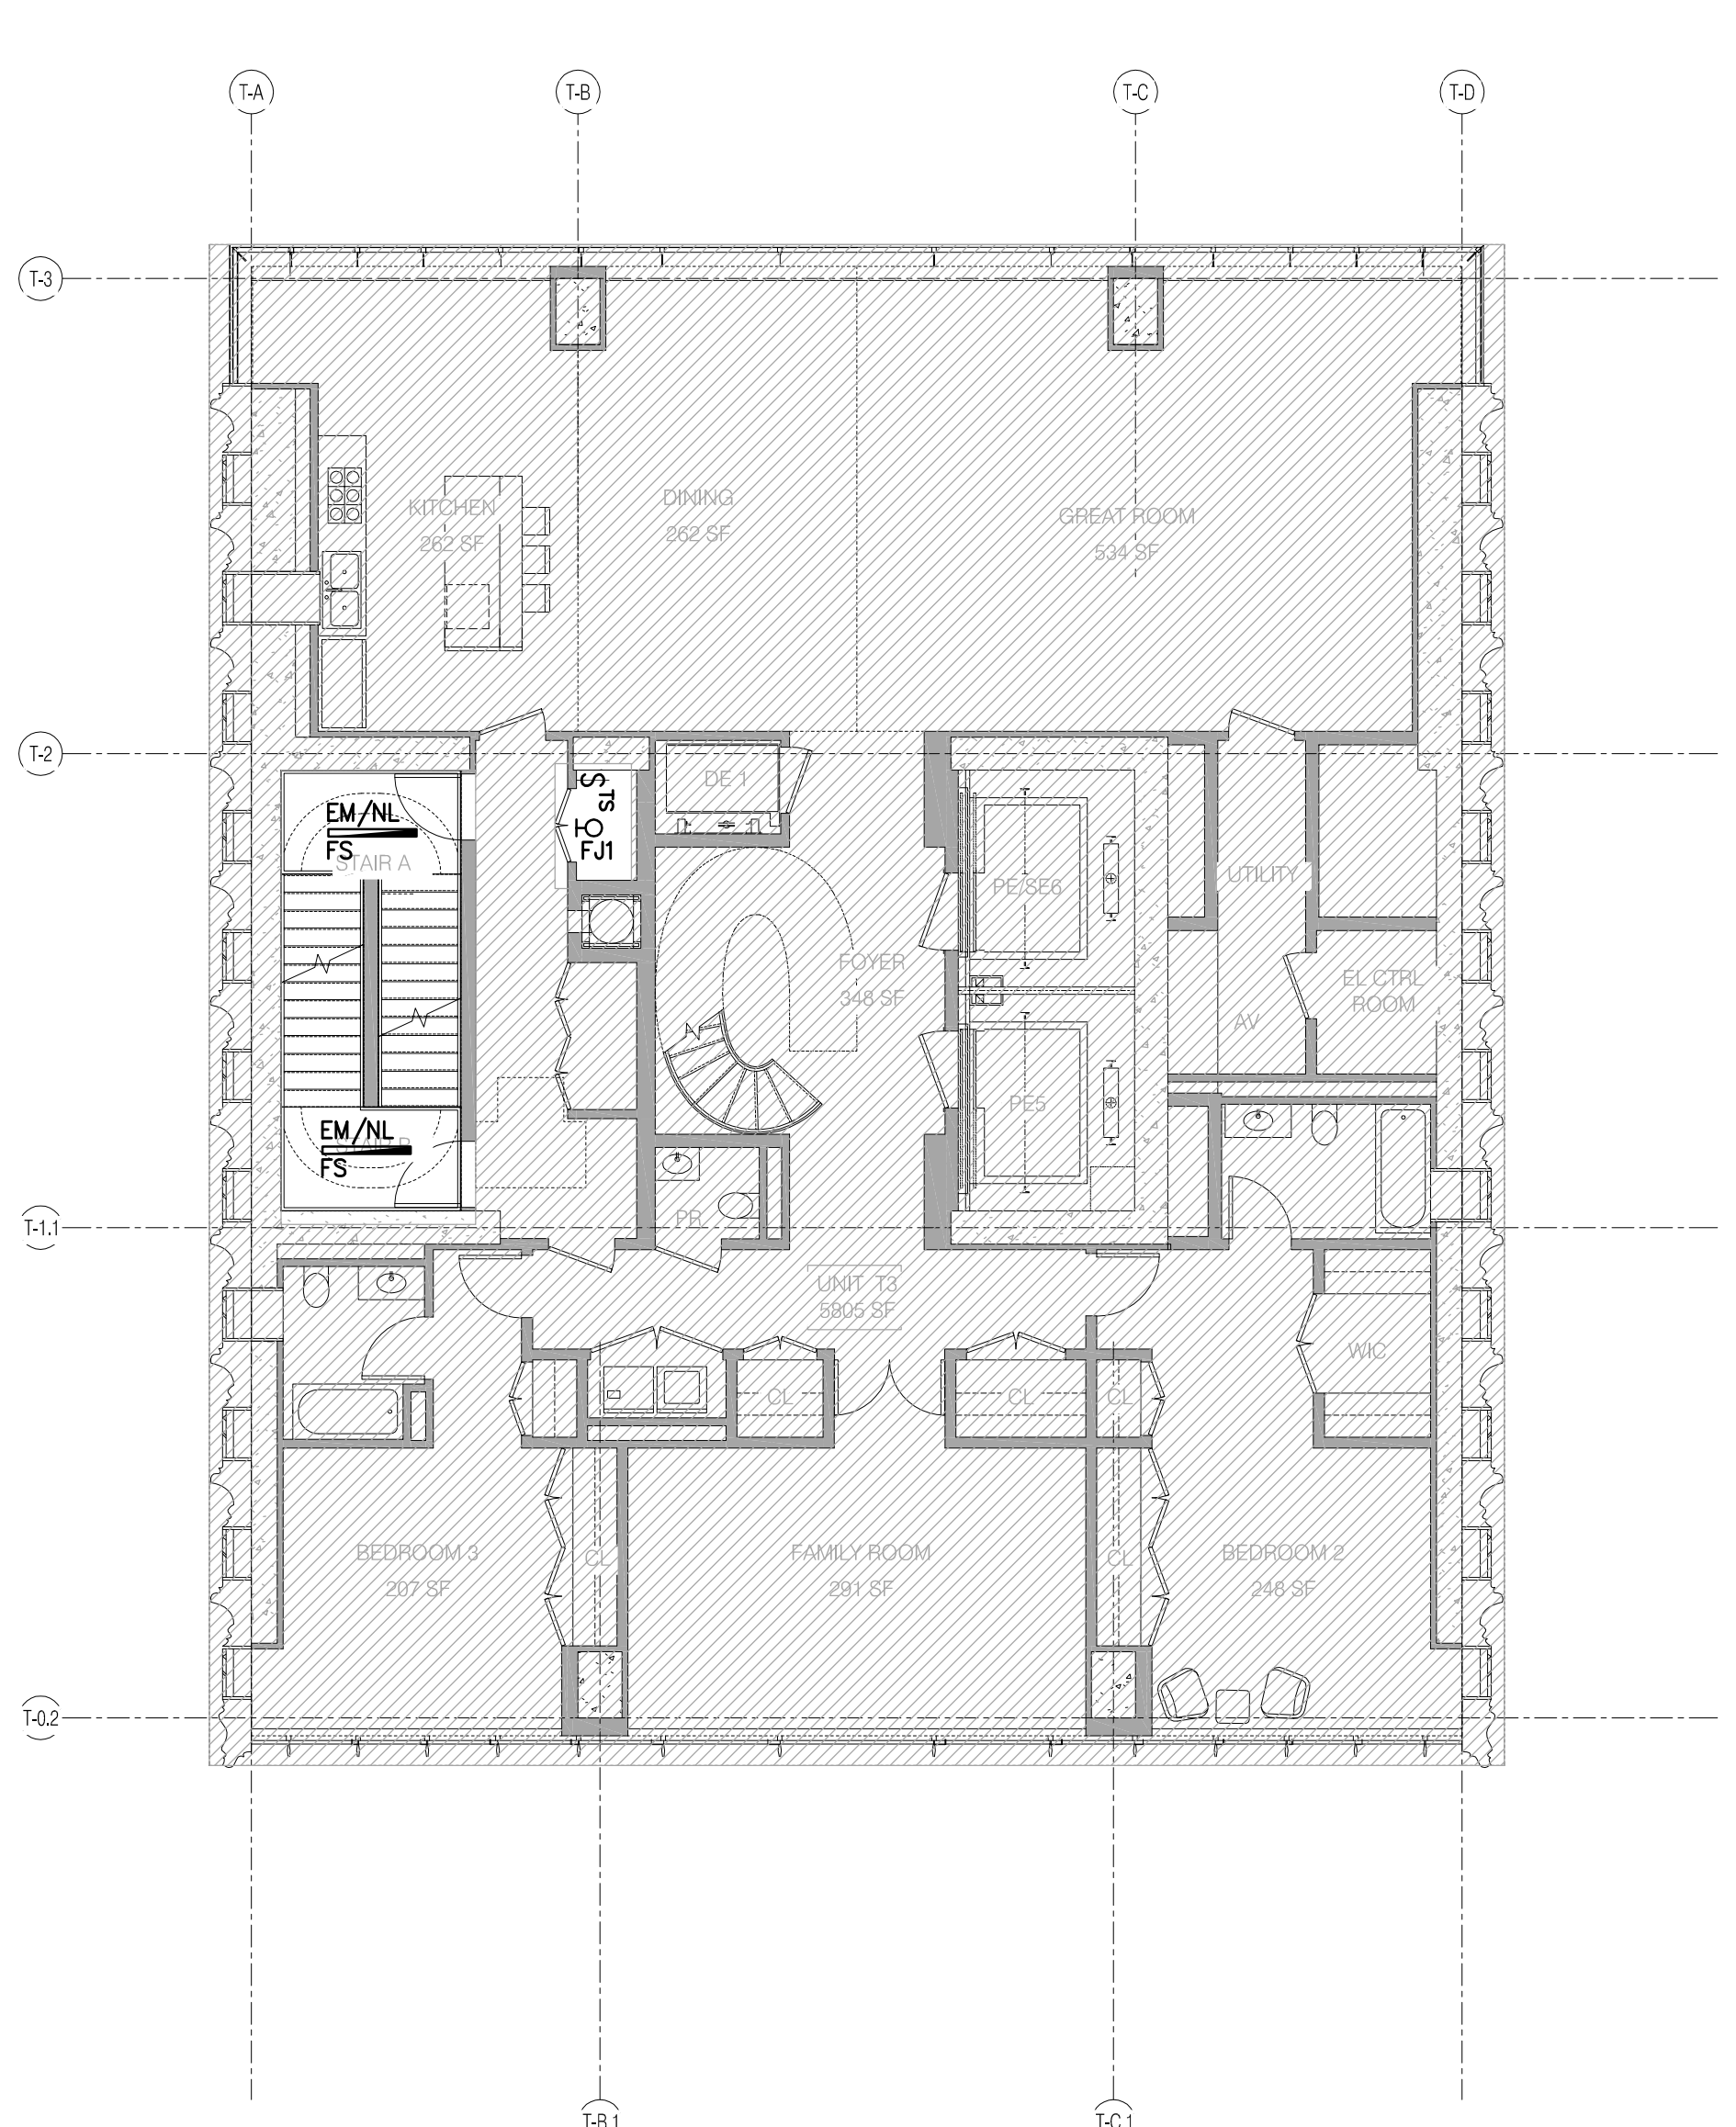 T-A
T-B
T-C
T-D
T-3
KITCHEN
262 SF
DINING
262 SF
GREAT ROOM
534 SF
T-2
DE 1
S
TS
FJ1
EM/NL
FS
STAIR A
PE/SE6
UTILITY
FOYER
348 SF
EL CTRL
ROOM
AV
PE5
EM/NL
FS
STAIR B
PR
T-1.1
UNIT T3
5805 SF
WIC
CL
CL
CL
BEDROOM 3
207 SF
CL
FAMILY ROOM
291 SF
CL
BEDROOM 2
248 SF
T-0.2
T-B.1
T-C.1